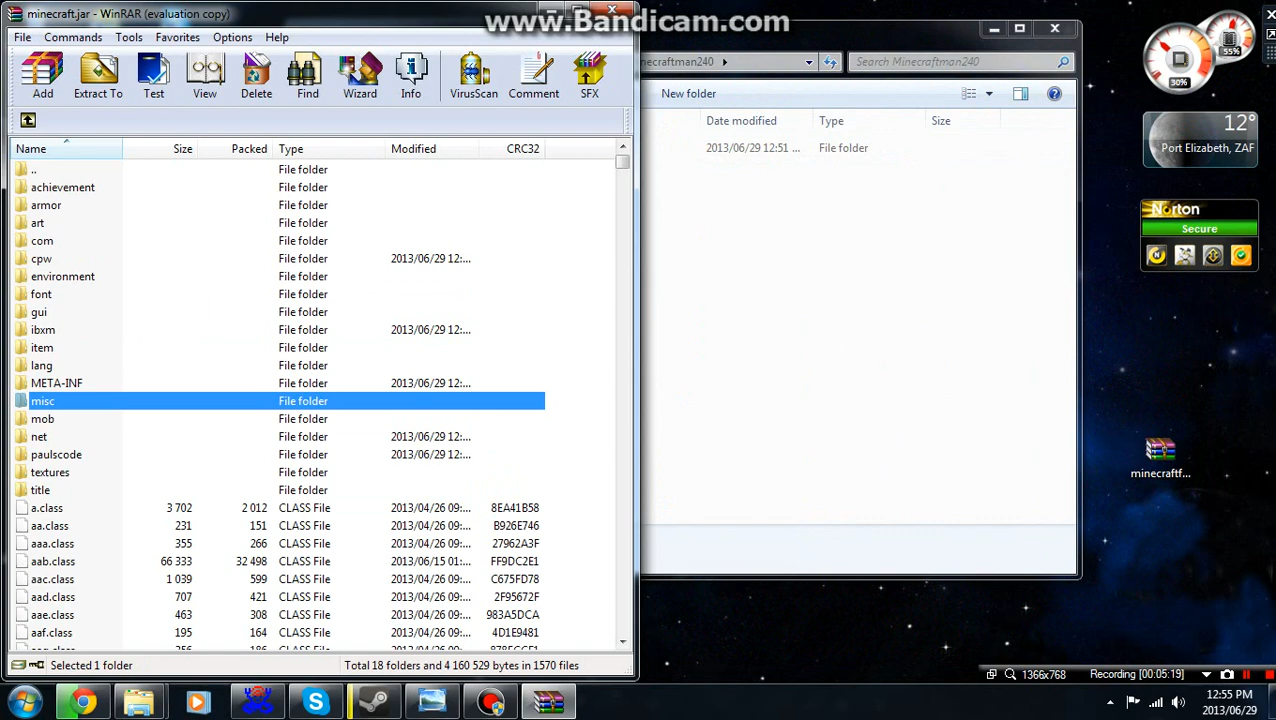 minecraft.jar - WinRAR (evaluation copy)
www.Bandicam.com
File Commands Tools Favorites Options Help
Add Extract To Test View Delete Find Wizard Info VirusScan Comment SFX
Name Size Packed Type Modified CRC32
.. File folder
achievement File folder
armor File folder
art File folder
com File folder
cpw File folder 2013/06/29 12:...
environment File folder
font File folder
gui File folder
ibxm File folder 2013/06/29 12:...
item File folder
lang File folder
META-INF File folder 2013/06/29 12:...
misc File folder
mob File folder
net File folder 2013/06/29 12:...
paulscode File folder 2013/06/29 12:...
textures File folder
title File folder
a.class 3 702 2 012 CLASS File 2013/04/26 09:... 8EA41B58
aa.class 231 151 CLASS File 2013/04/26 09:... B926E746
aaa.class 355 266 CLASS File 2013/04/26 09:... 27962A3F
aab.class 66 333 32 498 CLASS File 2013/06/15 01:... FF9DC2E1
aac.class 1 039 599 CLASS File 2013/04/26 09:... C675FD78
aad.class 707 421 CLASS File 2013/04/26 09:... 2F95672F
aae.class 463 308 CLASS File 2013/04/26 09:... 983A5DCA
aaf.class 195 164 CLASS File 2013/04/26 09:... 4D1E9481
Selected 1 folder Total 18 folders and 4 160 529 bytes in 1570 files
necraftman240 Search Minecraftman240
New folder
Date modified Type Size
2013/06/29 12:51 ... File folder
30% 55%
12°
Port Elizabeth, ZAF
Norton
Secure
minecraftf...
1366x768 Recording [00:05:19]
12:55 PM
2013/06/29